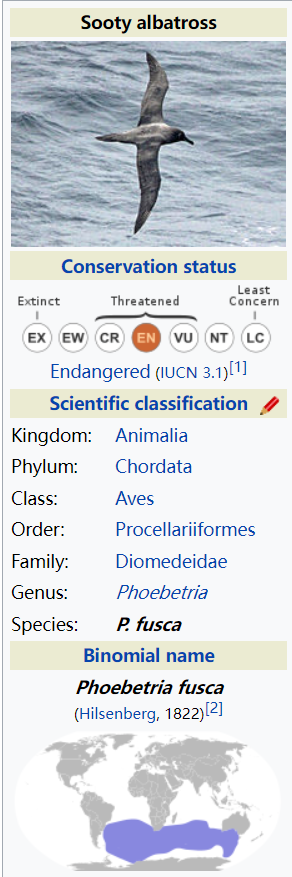 Sooty albatross
Conservation status
Extinct Threatened Least Concern
EX EW CR EN VU NT LC
Endangered (IUCN 3.1)[1]
Scientific classification
Kingdom: Animalia
Phylum: Chordata
Class: Aves
Order: Procellariiformes
Family: Diomedeidae
Genus: Phoebetria
Species: P. fusca
Binomial name
Phoebetria fusca
(Hilsenberg, 1822)[2]